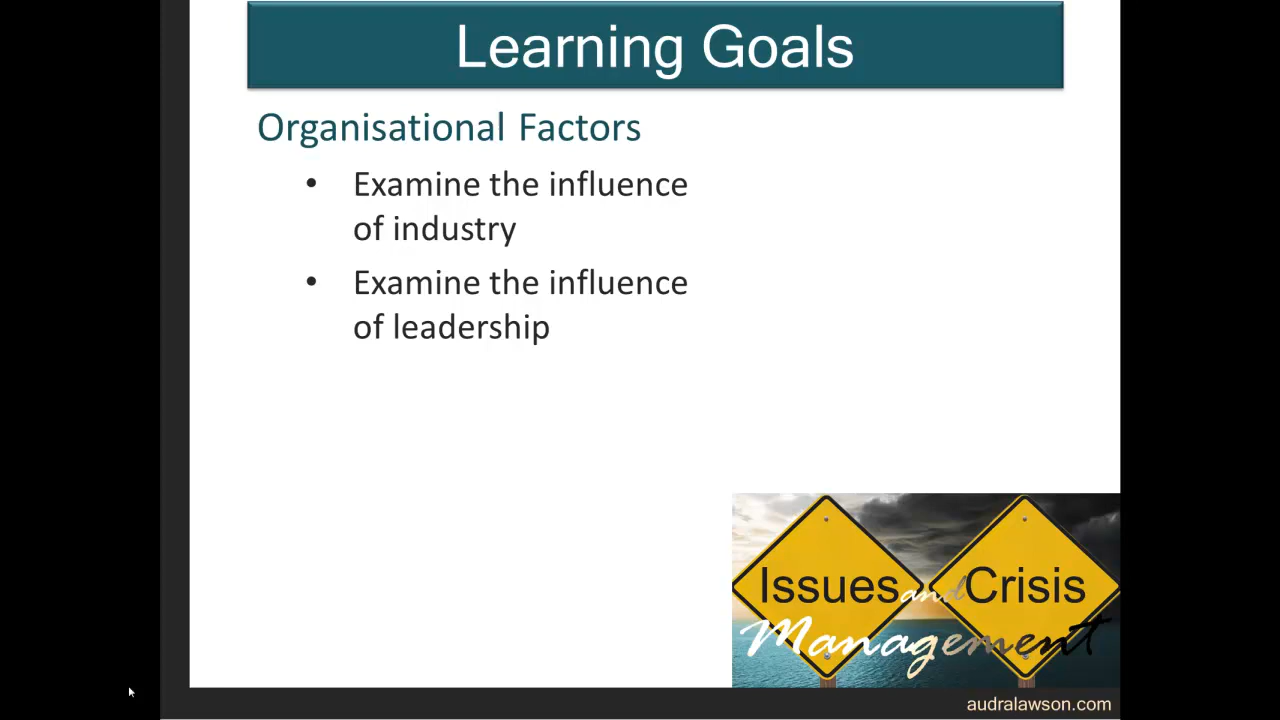 Learning Goals
Organisational Factors
• Examine the influence
of industry
• Examine the influence
of leadership
Issues and Crisis
Management
audralawson.com